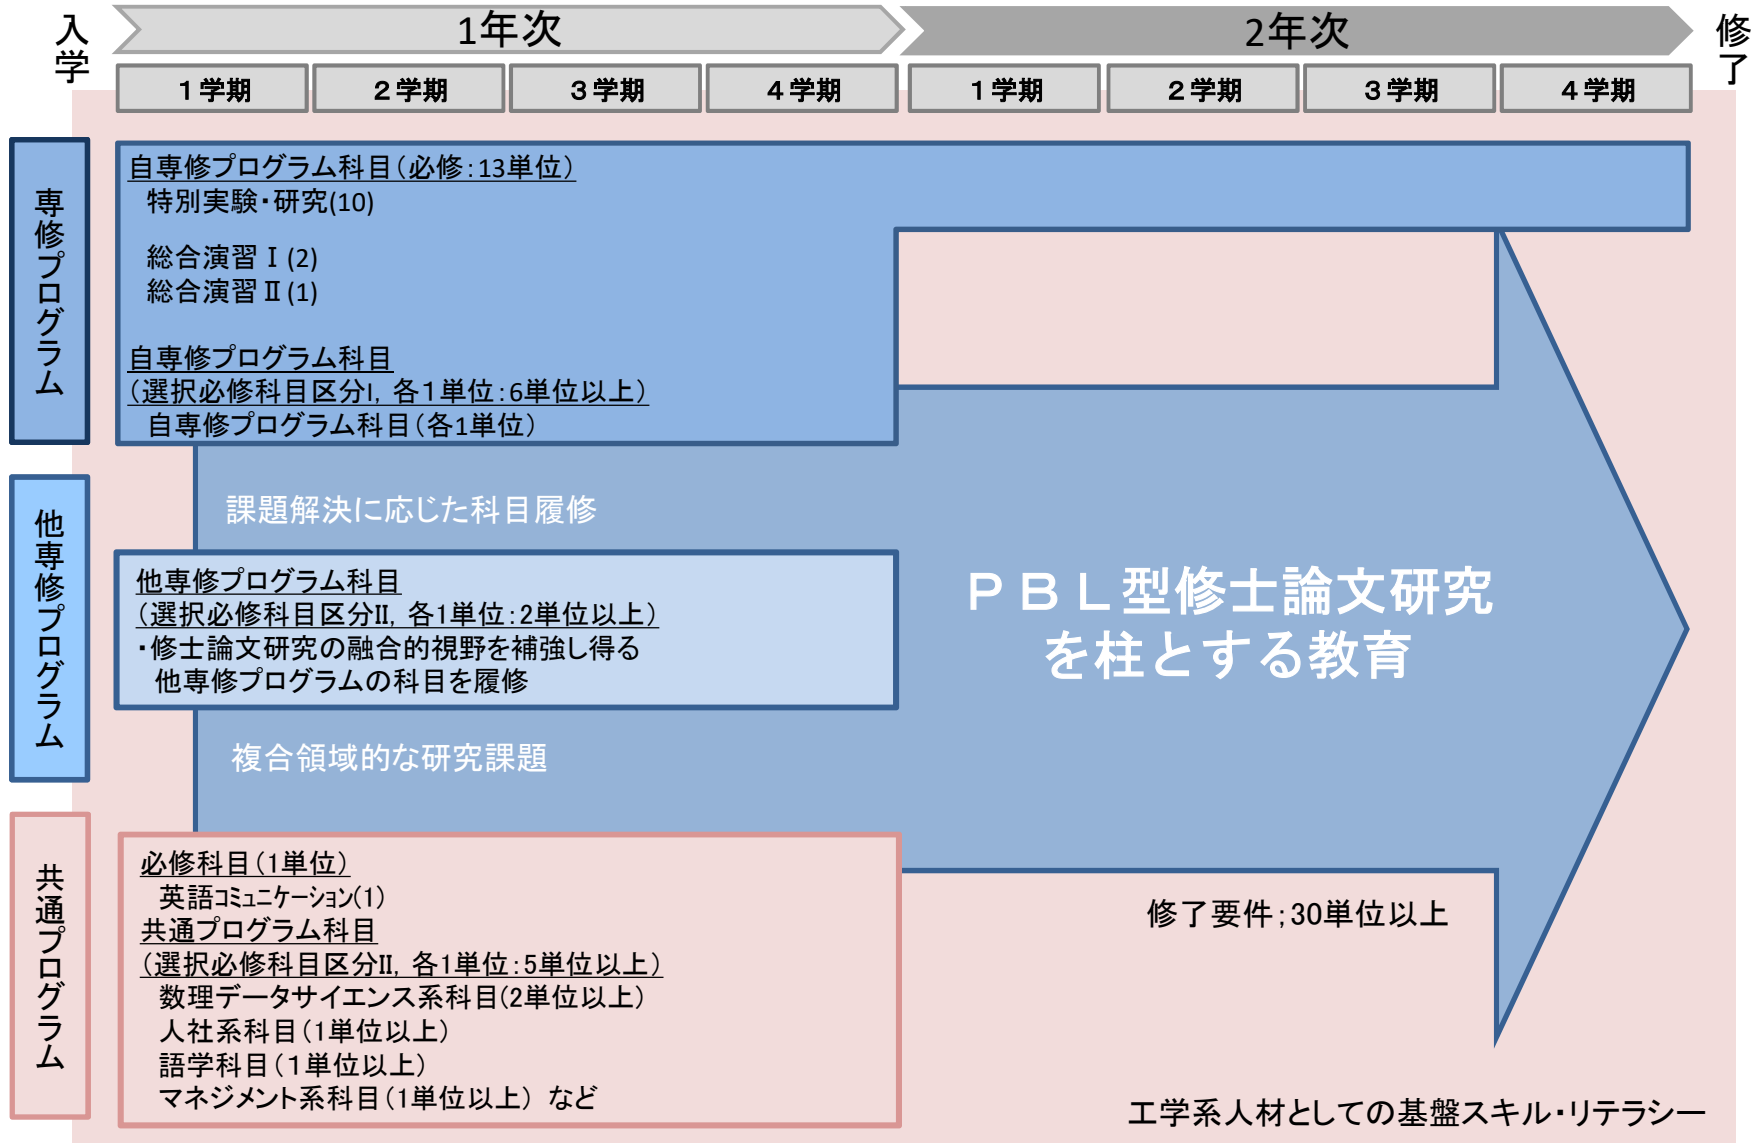 入学
1年次
2年次
修了
１学期
２学期
３学期
４学期
１学期
２学期
３学期
４学期
専修プログラム
自専修プログラム科目（必修：13単位）
特別実験・研究(10)
総合演習Ⅰ(2)
総合演習Ⅱ(1)
自専修プログラム科目
（選択必修科目区分I，各１単位：6単位以上）
自専修プログラム科目（各1単位）
課題解決に応じた科目履修
他専修プログラム
他専修プログラム科目
（選択必修科目区分II，各1単位：2単位以上）
・修士論文研究の融合的視野を補強し得る
他専修プログラムの科目を履修
ＰＢＬ型修士論文研究
を柱とする教育
複合領域的な研究課題
共通プログラム
必修科目（1単位）
英語コミュニケーション(1)
共通プログラム科目
（選択必修科目区分II，各1単位：5単位以上）
数理データサイエンス系科目（2単位以上）
人社系科目（1単位以上）
語学科目（１単位以上）
マネジメント系科目（1単位以上）など
修了要件；30単位以上
工学系人材としての基盤スキル・リテラシー